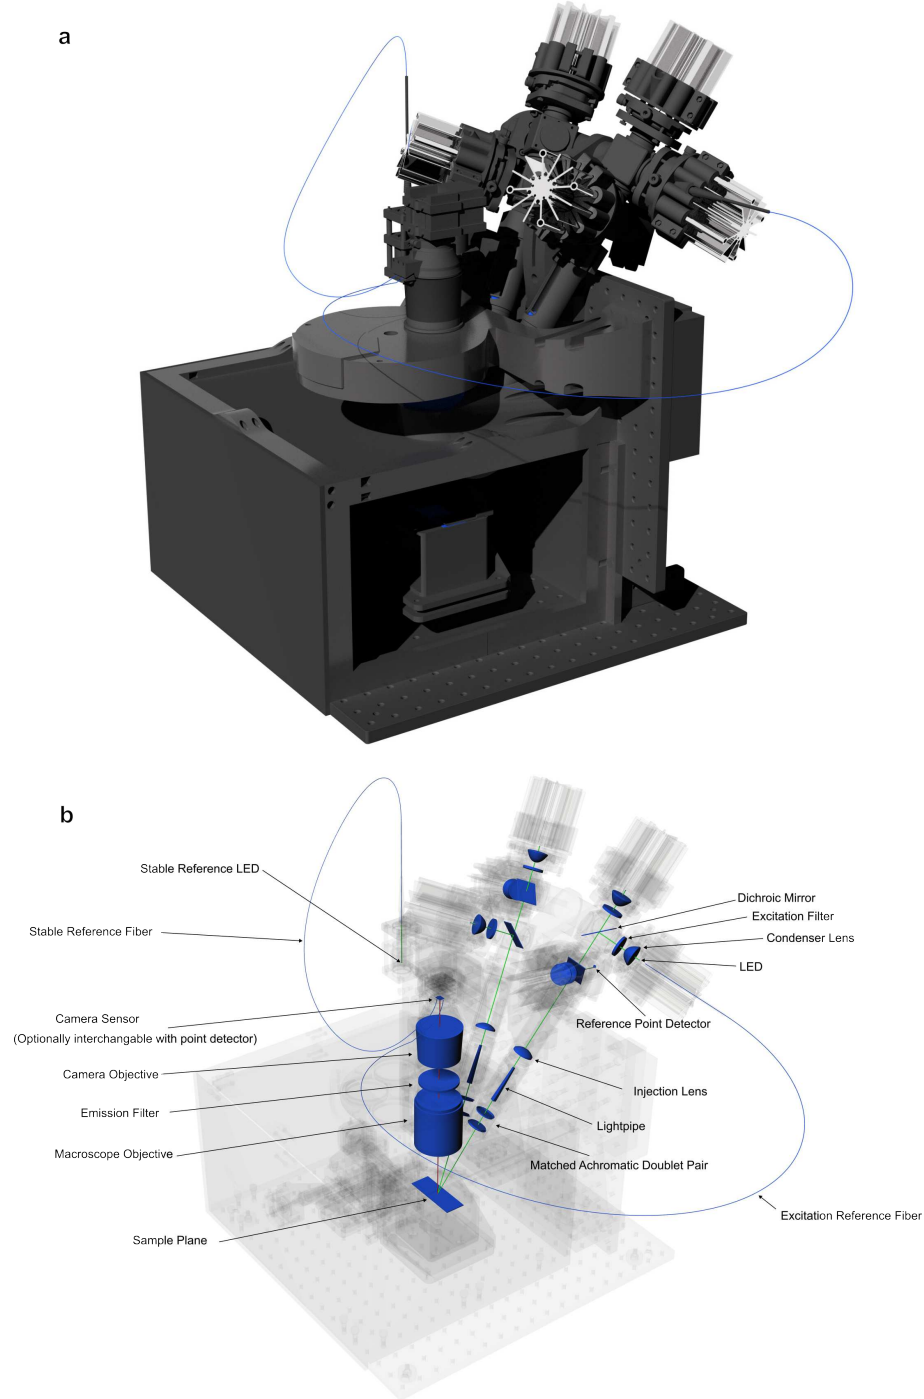 a
b
Stable Reference LED
Dichroic Mirror
Excitation Filter
Stable Reference Fiber
Condenser Lens
LED
Camera Sensor
(Optionally interchangable with point detector)
Reference Point Detector
Camera Objective
Injection Lens
Emission Filter
Lightpipe
Macroscope Objective
Matched Achromatic Doublet Pair
Excitation Reference Fiber
Sample Plane